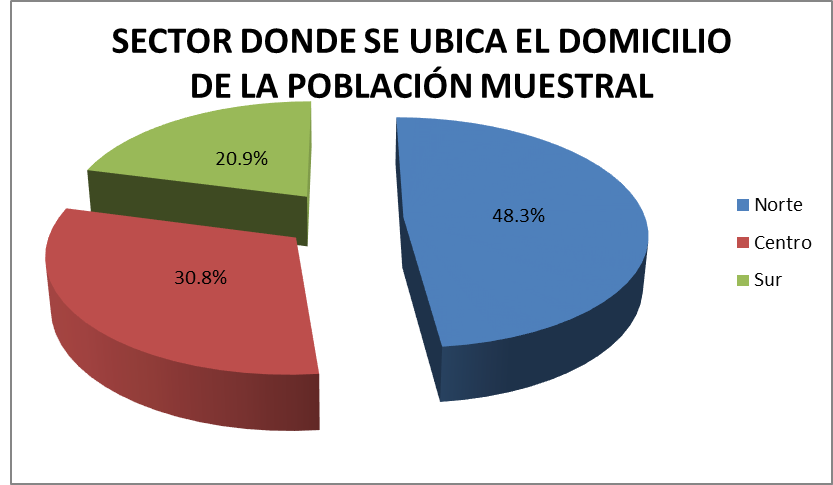 SECTOR DONDE SE UBICA EL DOMICILIO
DE LA POBLACIÓN MUESTRAL
20.9%
48.3%
30.8%
Norte
Centro
Sur